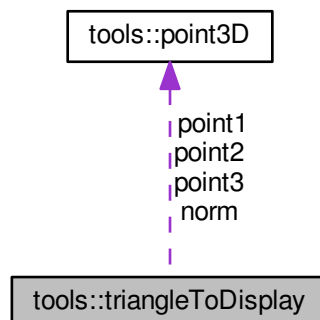 tools::point3D
point1
point2
point3
norm
tools::triangleToDisplay